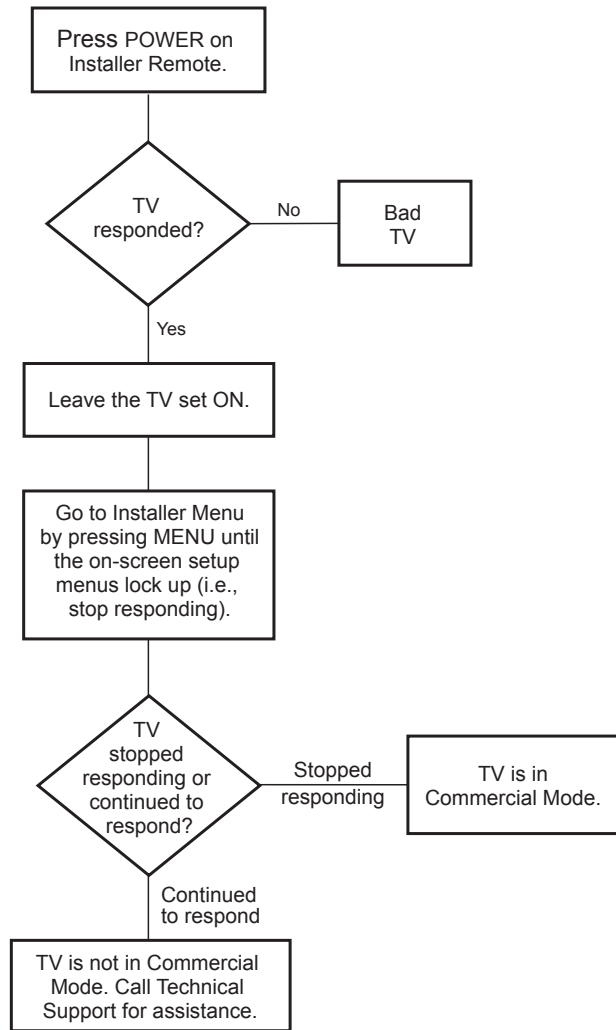 Press POWER on
Installer Remote.
TV
responded?
No
Bad
TV
Yes
Leave the TV set ON.
Go to Installer Menu
by pressing MENU until
the on-screen setup
menus lock up (i.e.,
stop responding).
TV
stopped
responding or
continued to
respond?
Stopped
responding
TV is in
Commercial Mode.
Continued
to respond
TV is not in Commercial
Mode. Call Technical
Support for assistance.